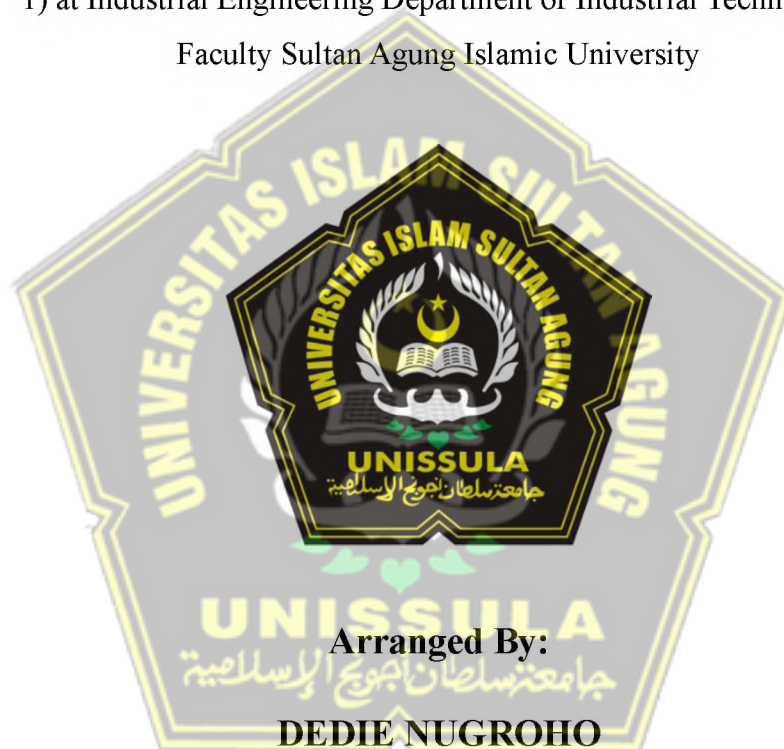 1) at Industrial Engineering Department of Industrial Techn
Faculty Sultan Agung Islamic University
UNIVERSITAS ISLAM SULTAN AGUNG
UNISSULA
جامعة سلطان أجونج الإسلامية
Arranged By:
DEDIE NUGROHO
UNIVERSITAS ISLAM SULTAN AGUNG
UNISSULA
جامعة سلطان أجونج الإسلامية